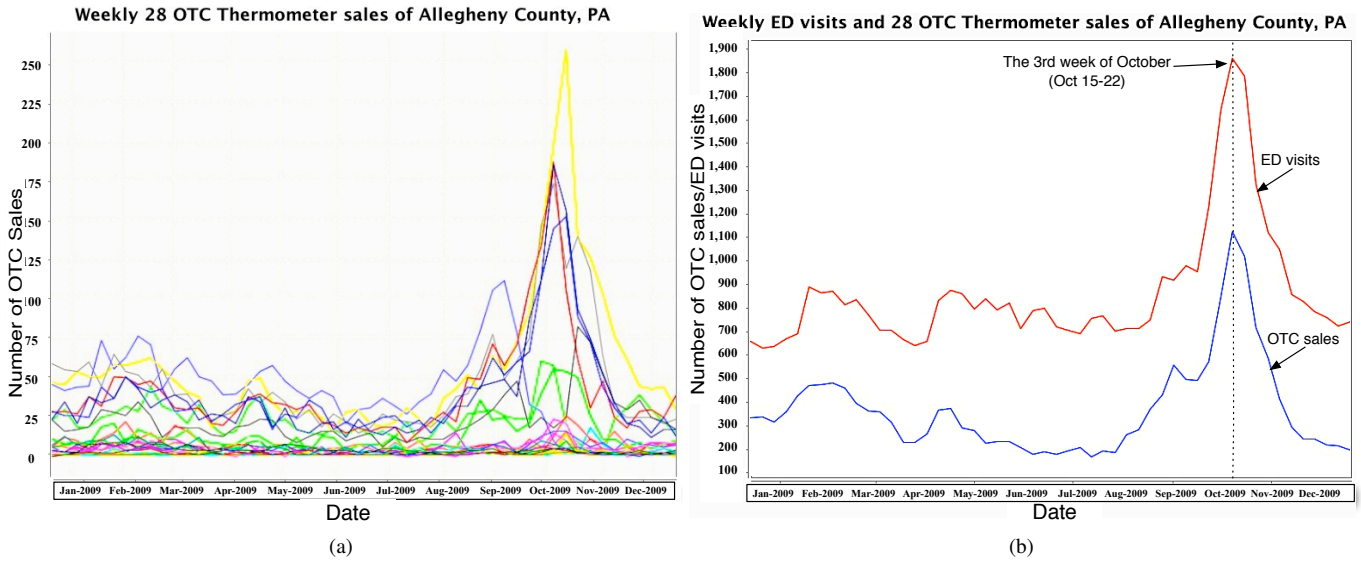 Weekly 28 OTC Thermometer sales of Allegheny County, PA
Number of OTC Sales
250
225
200
175
150
125
100
75
50
25
0
Jan-2009 Feb-2009 Mar-2009 Apr-2009 May-2009 Jun-2009 Jul-2009 Aug-2009 Sep-2009 Oct-2009 Nov-2009 Dec-2009
Date
(a)
Weekly ED visits and 28 OTC Thermometer sales of Allegheny County, PA
Number of OTC sales/ED visits
1,900
1,800
1,700
1,600
1,500
1,400
1,300
1,200
1,100
1,000
900
800
700
600
500
400
300
200
100
The 3rd week of October
(Oct 15-22)
ED visits
OTC sales
Jan-2009 Feb-2009 Mar-2009 Apr-2009 May-2009 Jun-2009 Jul-2009 Aug-2009 Sep-2009 Oct-2009 Nov-2009 Dec-2009
Date
(b)